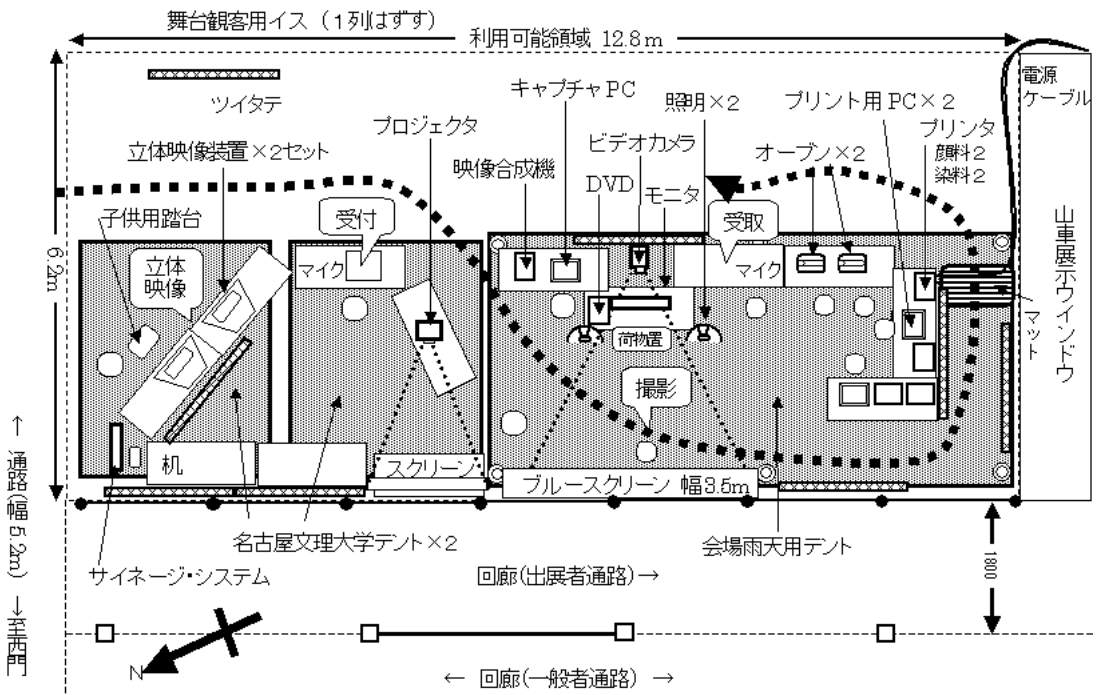 舞台観客用イス（１列はずす）
利用可能領域 12.8ｍ
電源
ケーブル
ツイタテ
キャプチャPC
照明×２
プリント用 PC×２
プロジェクタ
ビデオカメラ
プリンタ
顔料２
染料２
立体映像装置×２セット
映像合成機
DVD
モニタ
オーブン×２
子供用踏台
受付
受取
6.2m
立体
映像
マイク
マイク
山車展示ウインドウ
マット
荷物置
撮影
机
スクリーン
ブルースクリーン 幅3.5ｍ
← 通路(幅 5.2m) →至西門
名古屋文理大学テント×２
会場雨天用テント
サイネージ・システム
回廊(出展者通路)→
1800
N
← 回廊(一般者通路) →